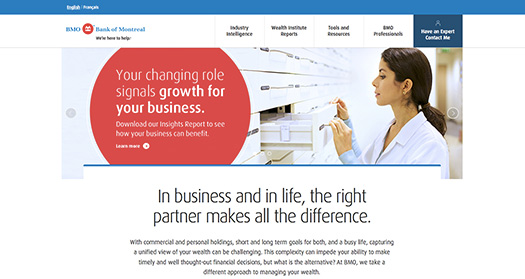 English | Français
BMO Bank of Montreal
We're here to help.
Industry
Intelligence
Wealth Institute
Reports
Tools and
Resources
BMO
Professionals
Have an Expert
Contact Me
Your changing role
signals growth for
your business.
Download our Insights Report to see
how your business can benefit.
Learn more
In business and in life, the right
partner makes all the difference.
With commercial and personal holdings, short and long term goals for both, and a busy life, capturing
a unified view of your wealth can be challenging. This complexity can impede your ability to make
timely and well thought-out financial decisions, but what is the alternative? At BMO, we take a
different approach to managing your wealth.